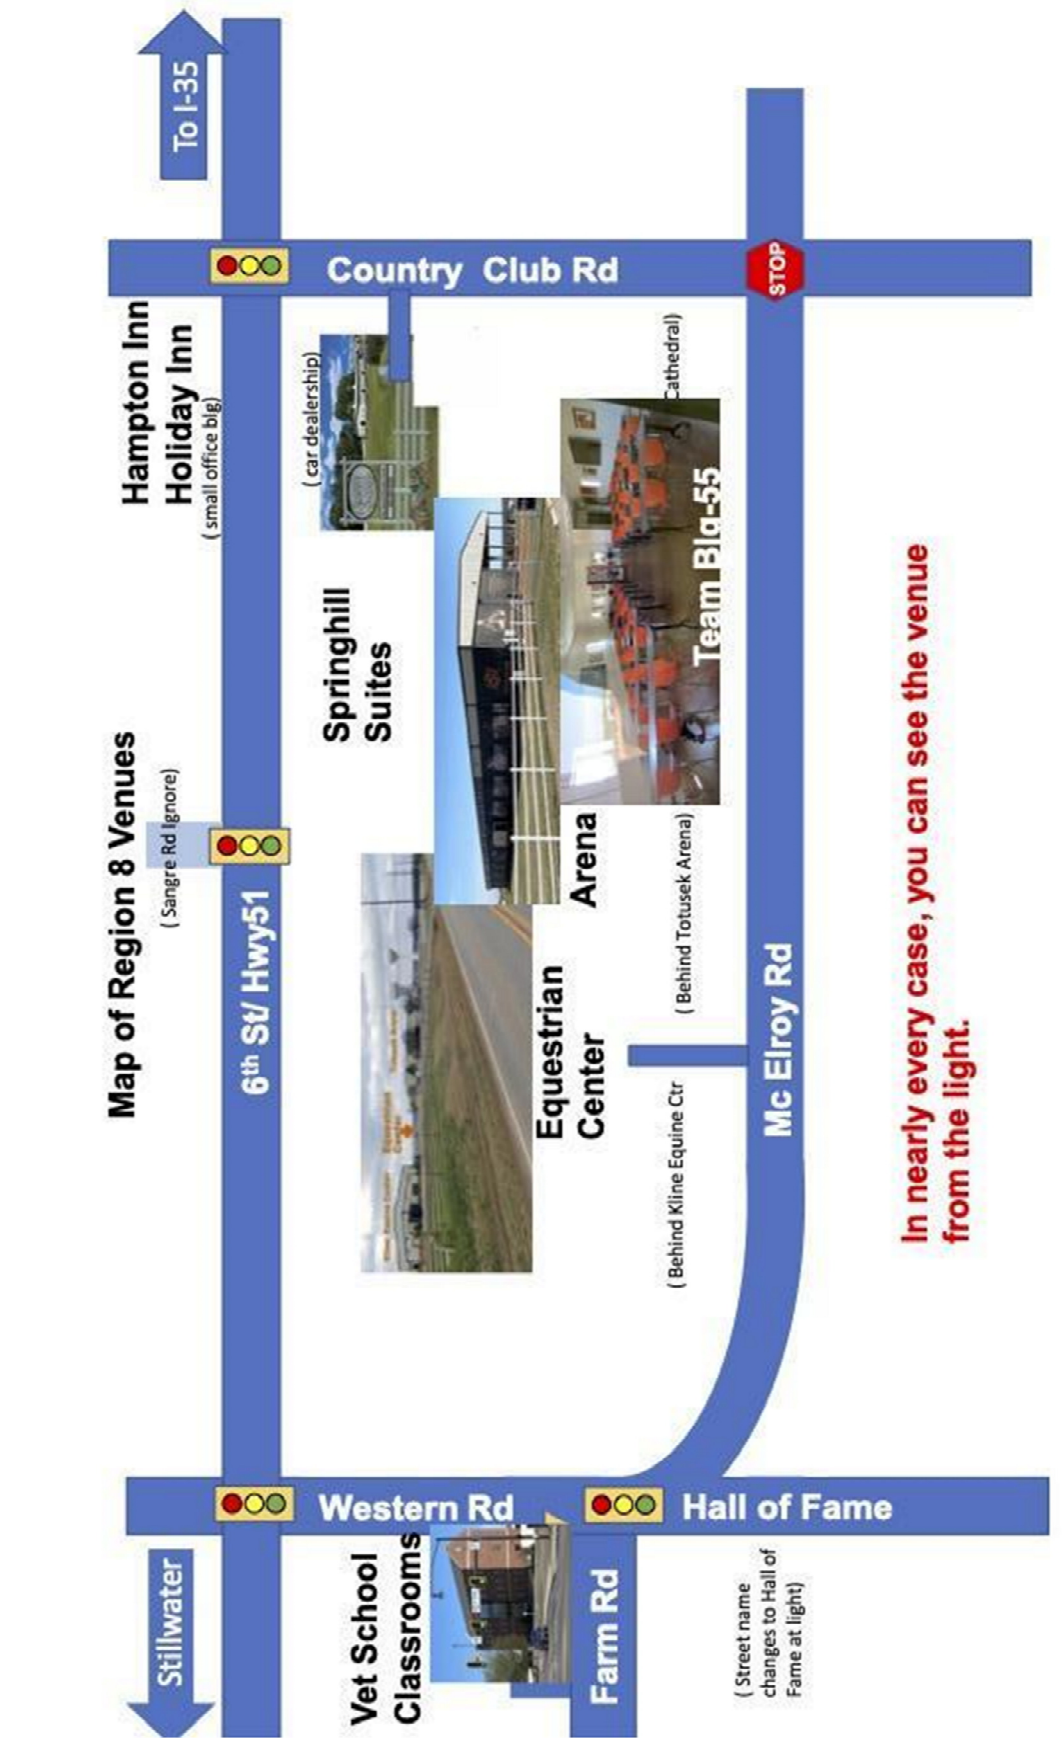 Map of Region 8 Venues
( Sangre Rd Ignore)
Hampton Inn
Holiday Inn
( small office blg)
Stillwater
To I-35
6th St/ Hwy51
( car dealership)
Springhill
Suites
Country Club Rd
Western Rd
Vet School
Classrooms
Equestrian
Center
Arena
Team Blg-55
( Behind Kline Equine Ctr
( Behind Totusek Arena)
Cathedral)
Farm Rd
Hall of Fame
( Street name
changes to Hall of
Fame at light)
Mc Elroy Rd
STOP
In nearly every case, you can see the venue
from the light.